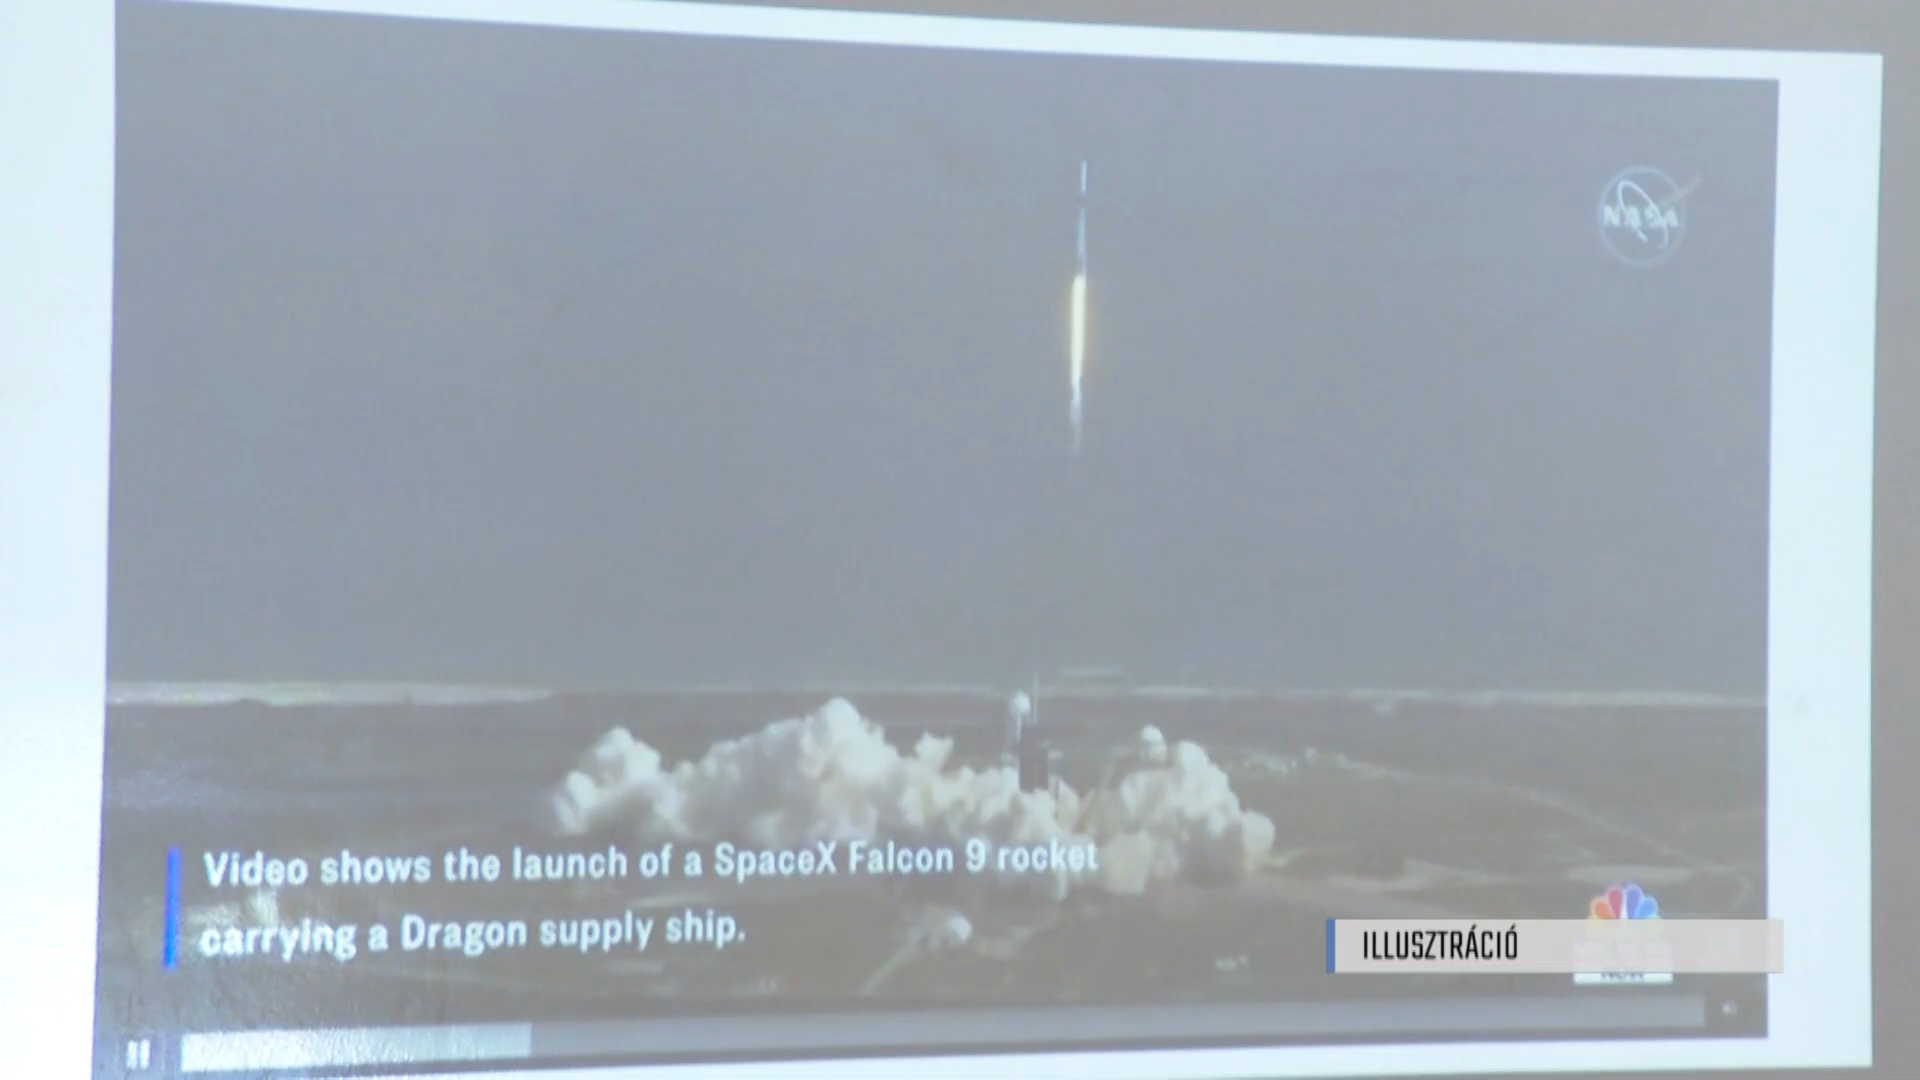 NASA
Video shows the launch of a SpaceX Falcon 9 rocket
carrying a Dragon supply ship.
ILLUSZTRÁCIÓ